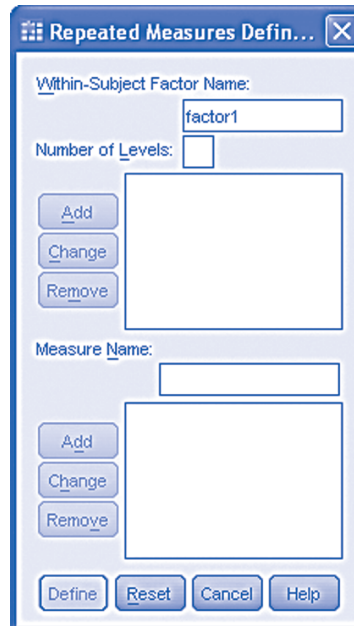 Repeated Measures Defin...
Within-Subject Factor Name:
factor1
Number of Levels:
Add
Change
Remove
Measure Name:
Add
Change
Remove
Define Reset Cancel Help